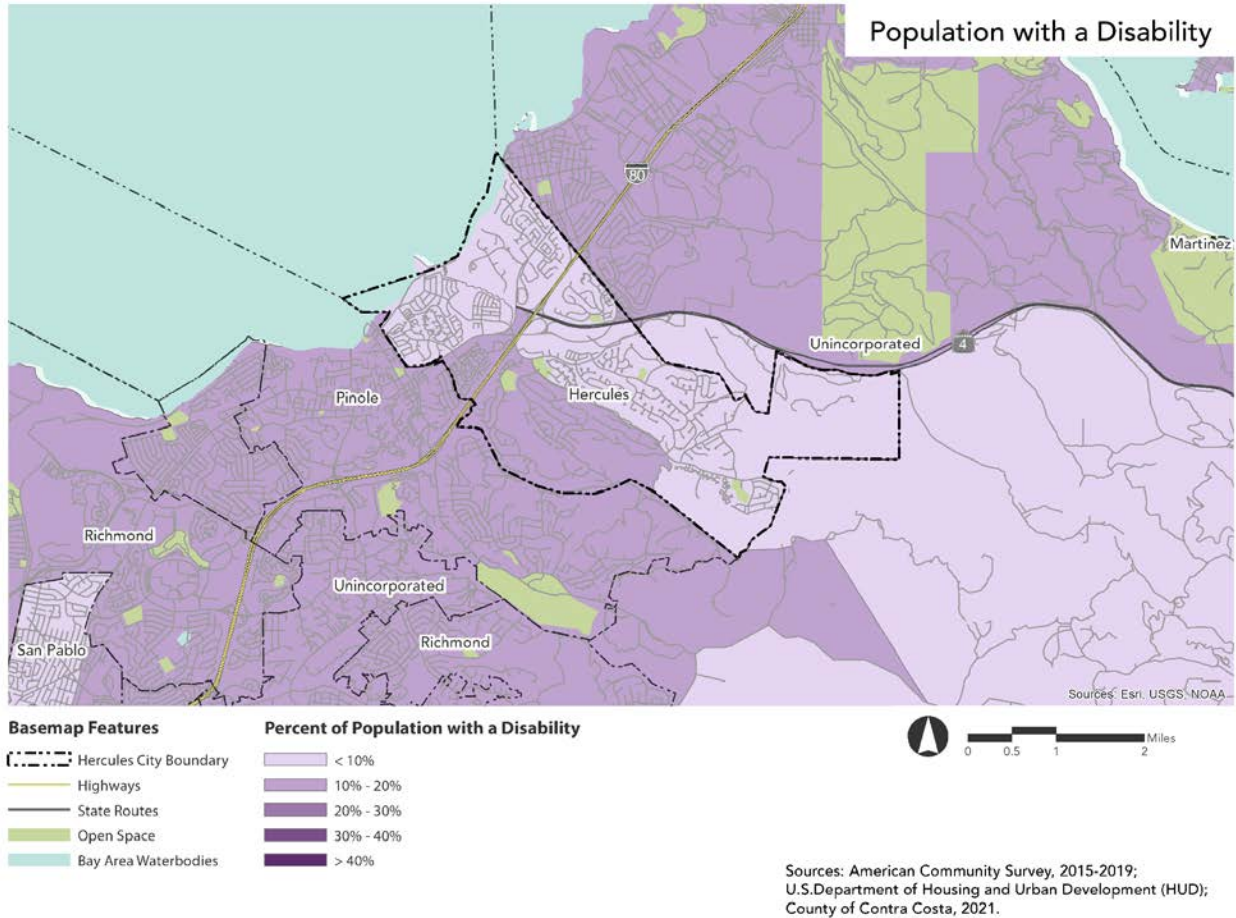 Population with a Disability
80
Martinez
Unincorporated
4
Pinole
Hercules
Richmond
Unincorporated
Richmond
San Pablo
Sources: Esri, USGS, NOAA
Basemap Features
Hercules City Boundary
Highways
State Routes
Open Space
Bay Area Waterbodies
Percent of Population with a Disability
< 10%
10% - 20%
20% - 30%
30% - 40%
> 40%
Miles
0 0.5 1 2
Sources: American Community Survey, 2015-2019;
U.S.Department of Housing and Urban Development (HUD);
County of Contra Costa, 2021.